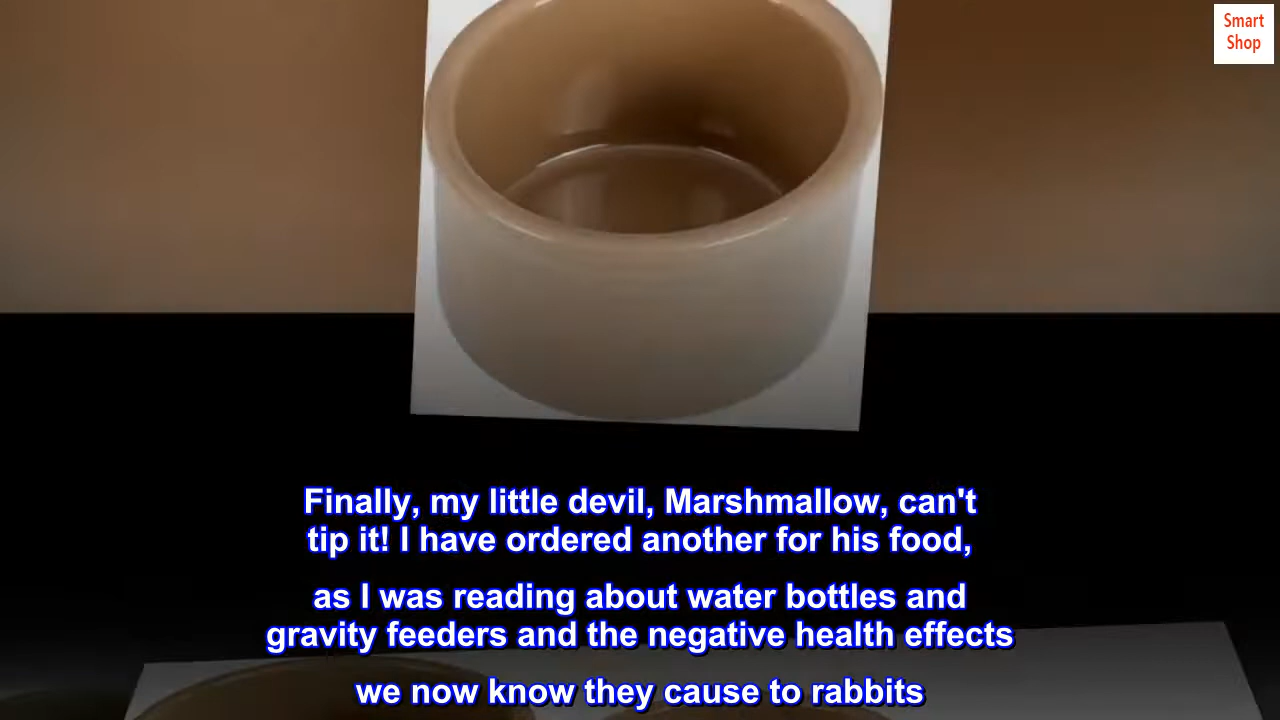 Smart
Shop
Finally, my little devil, Marshmallow, can't
tip it! I have ordered another for his food,
as I was reading about water bottles and
gravity feeders and the negative health effects
we now know they cause to rabbits